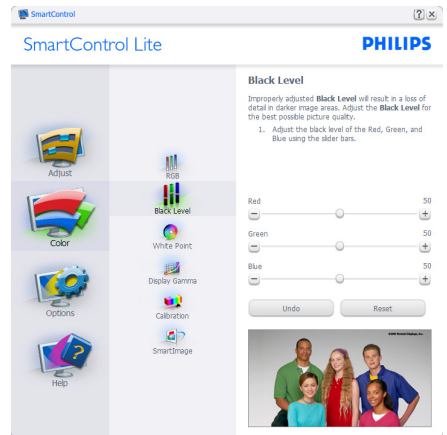 SmartControl
SmartControl Lite
PHILIPS
Adjust
Color
Options
Help
RGB
Black Level
White Point
Display Gamma
Calibration
SmartImage
Black Level
Improperly adjusted Black Level will result in a loss of
detail in darker image areas. Adjust the Black Level for
the best possible picture quality.
1. Adjust the black level of the Red, Green, and
Blue using the slider bars.
Red 50
Green 50
Blue 50
Undo Reset